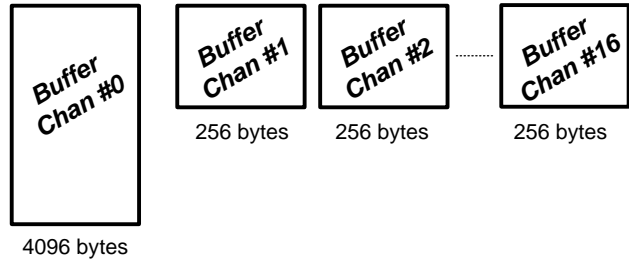 Buffer
Chan #0
Buffer
Chan #1
Buffer
Chan #2
Buffer
Chan #16
256 bytes
256 bytes
256 bytes
4096 bytes